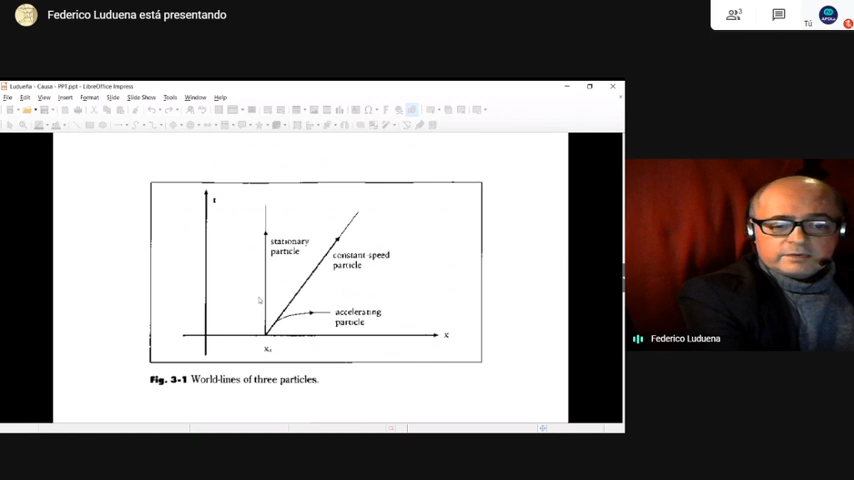 Federico Luduena está presentando
3
Tú
Ludueña - Causa - PPT.ppt - LibreOffice Impress
File Edit View Insert Format Slide Slide Show Tools Window Help
t
stationary
particle
constant-speed
particle
accelerating
particle
x
Fig. 3-1 World-lines of three particles.
Federico Luduena